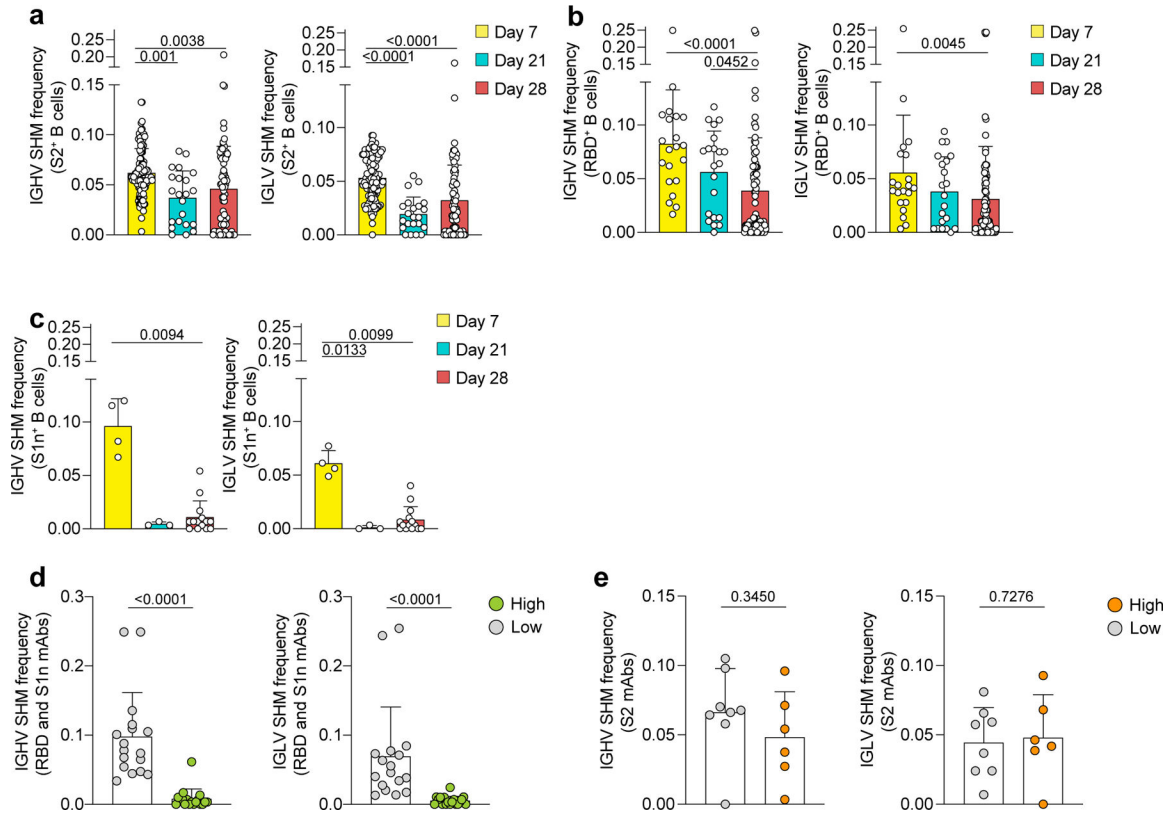 a
IGHV SHM frequency
(S2⁺ B cells)
0.25
0.20
0.15
0.15
0.10
0.05
0.00
0.0038
0.001
IGLV SHM frequency
(S2⁺ B cells)
0.25
0.20
0.15
0.15
0.10
0.05
0.00
<0.0001
<0.0001
Day 7
Day 21
Day 28
b
IGHV SHM frequency
(RBD⁺ B cells)
0.25
0.20
0.15
0.10
0.05
0.00
<0.0001
0.0452
IGLV SHM frequency
(RBD⁺ B cells)
0.25
0.20
0.15
0.10
0.05
0.00
0.0045
Day 7
Day 21
Day 28
c
IGHV SHM frequency
(S1n⁺ B cells)
0.25
0.20
0.15
0.10
0.05
0.00
0.0094
IGLV SHM frequency
(S1n⁺ B cells)
0.25
0.20
0.15
0.10
0.05
0.00
0.0099
0.0133
Day 7
Day 21
Day 28
d
IGHV SHM frequency
(RBD and S1n mAbs)
0.3
0.2
0.1
0.0
<0.0001
IGLV SHM frequency
(RBD and S1n mAbs)
0.3
0.2
0.1
0.0
<0.0001
High
Low
e
IGHV SHM frequency
(S2 mAbs)
0.15
0.10
0.05
0.00
0.3450
IGLV SHM frequency
(S2 mAbs)
0.15
0.10
0.05
0.00
0.7276
High
Low